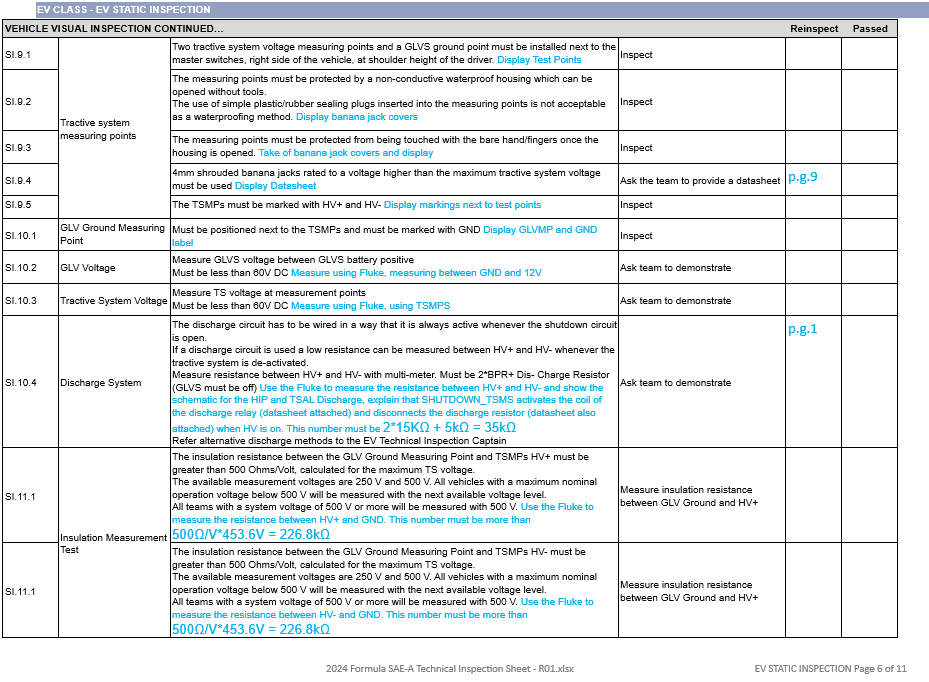 EV CLASS - EV STATIC INSPECTION
VEHICLE VISUAL INSPECTION CONTINUED... Reinspect Passed
SI.9.1
Tractive system
measuring points
Two tractive system voltage measuring points and a GLVS ground point must be installed next to the
master switches, right side of the vehicle, at shoulder height of the driver. Display Test Points
Inspect
SI.9.2
The measuring points must be protected by a non-conductive waterproof housing which can be
opened without tools.
The use of simple plastic/rubber sealing plugs inserted into the measuring points is not acceptable
as a waterproofing method. Display banana jack covers
Inspect
SI.9.3
The measuring points must be protected from being touched with the bare hand/fingers once the
housing is opened. Take of banana jack covers and display
Inspect
SI.9.4
4mm shrouded banana jacks rated to a voltage higher than the maximum tractive system voltage
must be used Display Datasheet
Ask the team to provide a datasheet
p.g.9
SI.9.5
The TSMPs must be marked with HV+ and HV- Display markings next to test points
Inspect
SI.10.1
GLV Ground Measuring
Point
Must be positioned next to the TSMPs and must be marked with GND Display GLVMP and GND
label
Inspect
SI.10.2
GLV Voltage
Measure GLVS voltage between GLVS battery positive
Must be less than 60V DC Measure using Fluke, measuring between GND and 12V
Ask team to demonstrate
SI.10.3
Tractive System Voltage
Measure TS voltage at measurement points
Must be less than 60V DC Measure using Fluke, using TSMPS
Ask team to demonstrate
SI.10.4
Discharge System
The discharge circuit has to be wired in a way that it is always active whenever the shutdown circuit
is open.
If a discharge circuit is used a low resistance can be measured between HV+ and HV- whenever the
tractive system is de-activated.
Measure resistance between HV+ and HV- with multi-meter. Must be 2*BPR+ Dis- Charge Resistor
(GLVS must be off) Use the Fluke to measure the resistance between HV+ and HV- and show the
schematic for the HIP and TSAL Discharge, explain that SHUTDOWN_TSMS activates the coil of
the discharge relay (datasheet attached) and disconnects the discharge resistor (datasheet also
attached) when HV is on. This number must be 2*15KΩ + 5kΩ = 35kΩ
Refer alternative discharge methods to the EV Technical Inspection Captain
Ask team to demonstrate
p.g.1
SI.11.1
Insulation Measurement
Test
The insulation resistance between the GLV Ground Measuring Point and TSMPs HV+ must be
greater than 500 Ohms/Volt, calculated for the maximum TS voltage.
The available measurement voltages are 250 V and 500 V. All vehicles with a maximum nominal
operation voltage below 500 V will be measured with the next available voltage level.
All teams with a system voltage of 500 V or more will be measured with 500 V. Use the Fluke to
measure the resistance between HV+ and GND. This number must be more than
500Ω/V*453.6V = 226.8kΩ
Measure insulation resistance
between GLV Ground and HV+
SI.11.1
The insulation resistance between the GLV Ground Measuring Point and TSMPs HV- must be
greater than 500 Ohms/Volt, calculated for the maximum TS voltage.
The available measurement voltages are 250 V and 500 V. All vehicles with a maximum nominal
operation voltage below 500 V will be measured with the next available voltage level.
All teams with a system voltage of 500 V or more will be measured with 500 V. Use the Fluke to
measure the resistance between HV- and GND. This number must be more than
500Ω/V*453.6V = 226.8kΩ
Measure insulation resistance
between GLV Ground and HV+
2024 Formula SAE-A Technical Inspection Sheet - R01.xlsx
EV STATIC INSPECTION Page 6 of 11